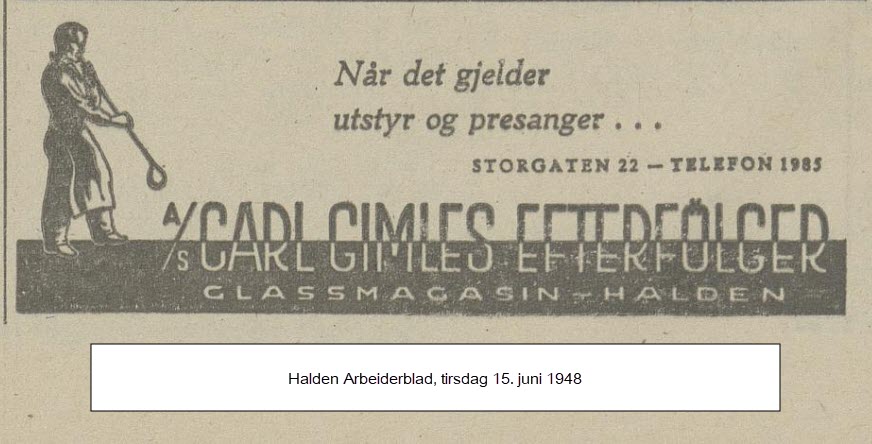 Når det gjelder
utstyr og presanger...
STORGATEN 22 — TELEFON 1985
A/S CARL GIMLES EFTERFÖLGER
GLASSMAGASIN - HALDEN
Halden Arbeiderblad, tirsdag 15. juni 1948